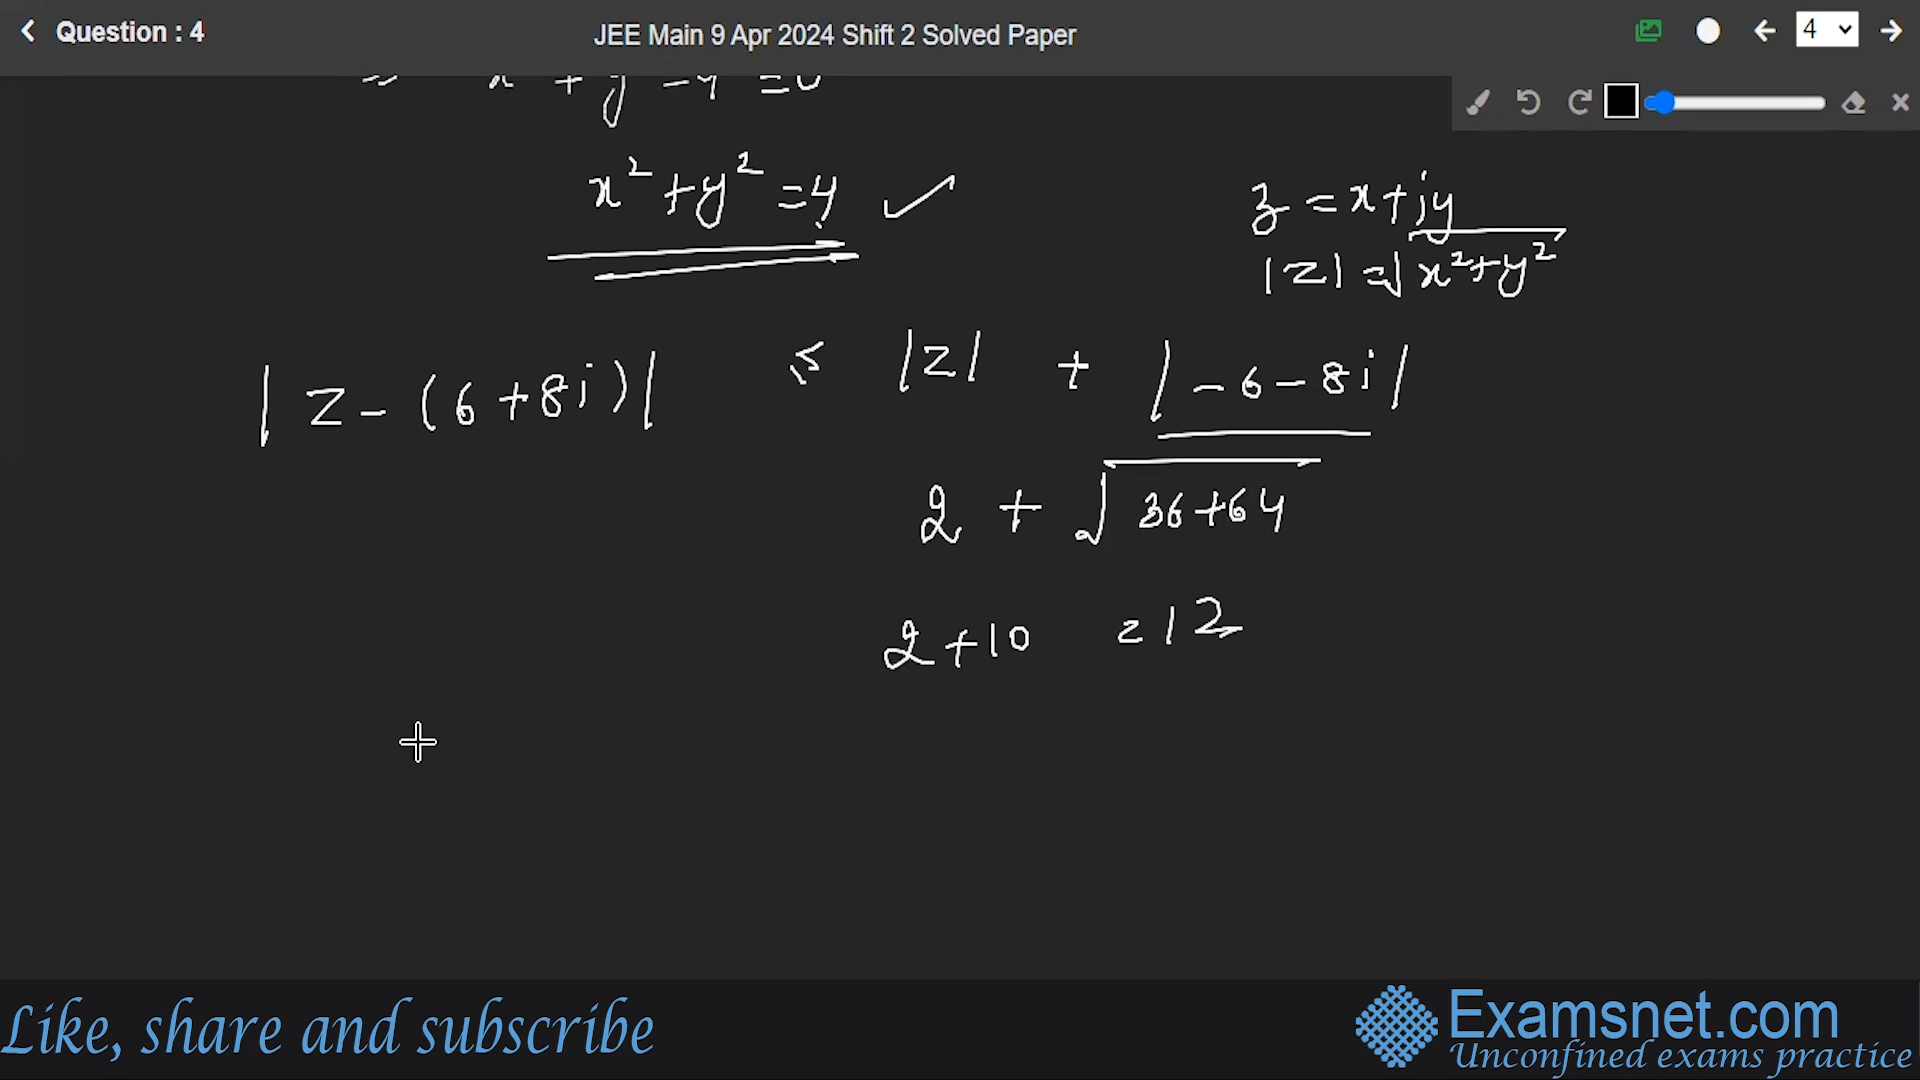 Question : 4
JEE Main 9 Apr 2024 Shift 2 Solved Paper
4
x² + y² = 4
z = x + iy
|z| = √x² + y²
| z - (6 + 8i) | ≤ |z| + | - 6 - 8i |
2 + √36 + 64
2 + 10 = 12
Like, share and subscribe
Examsnet.com
Unconfined exams practice